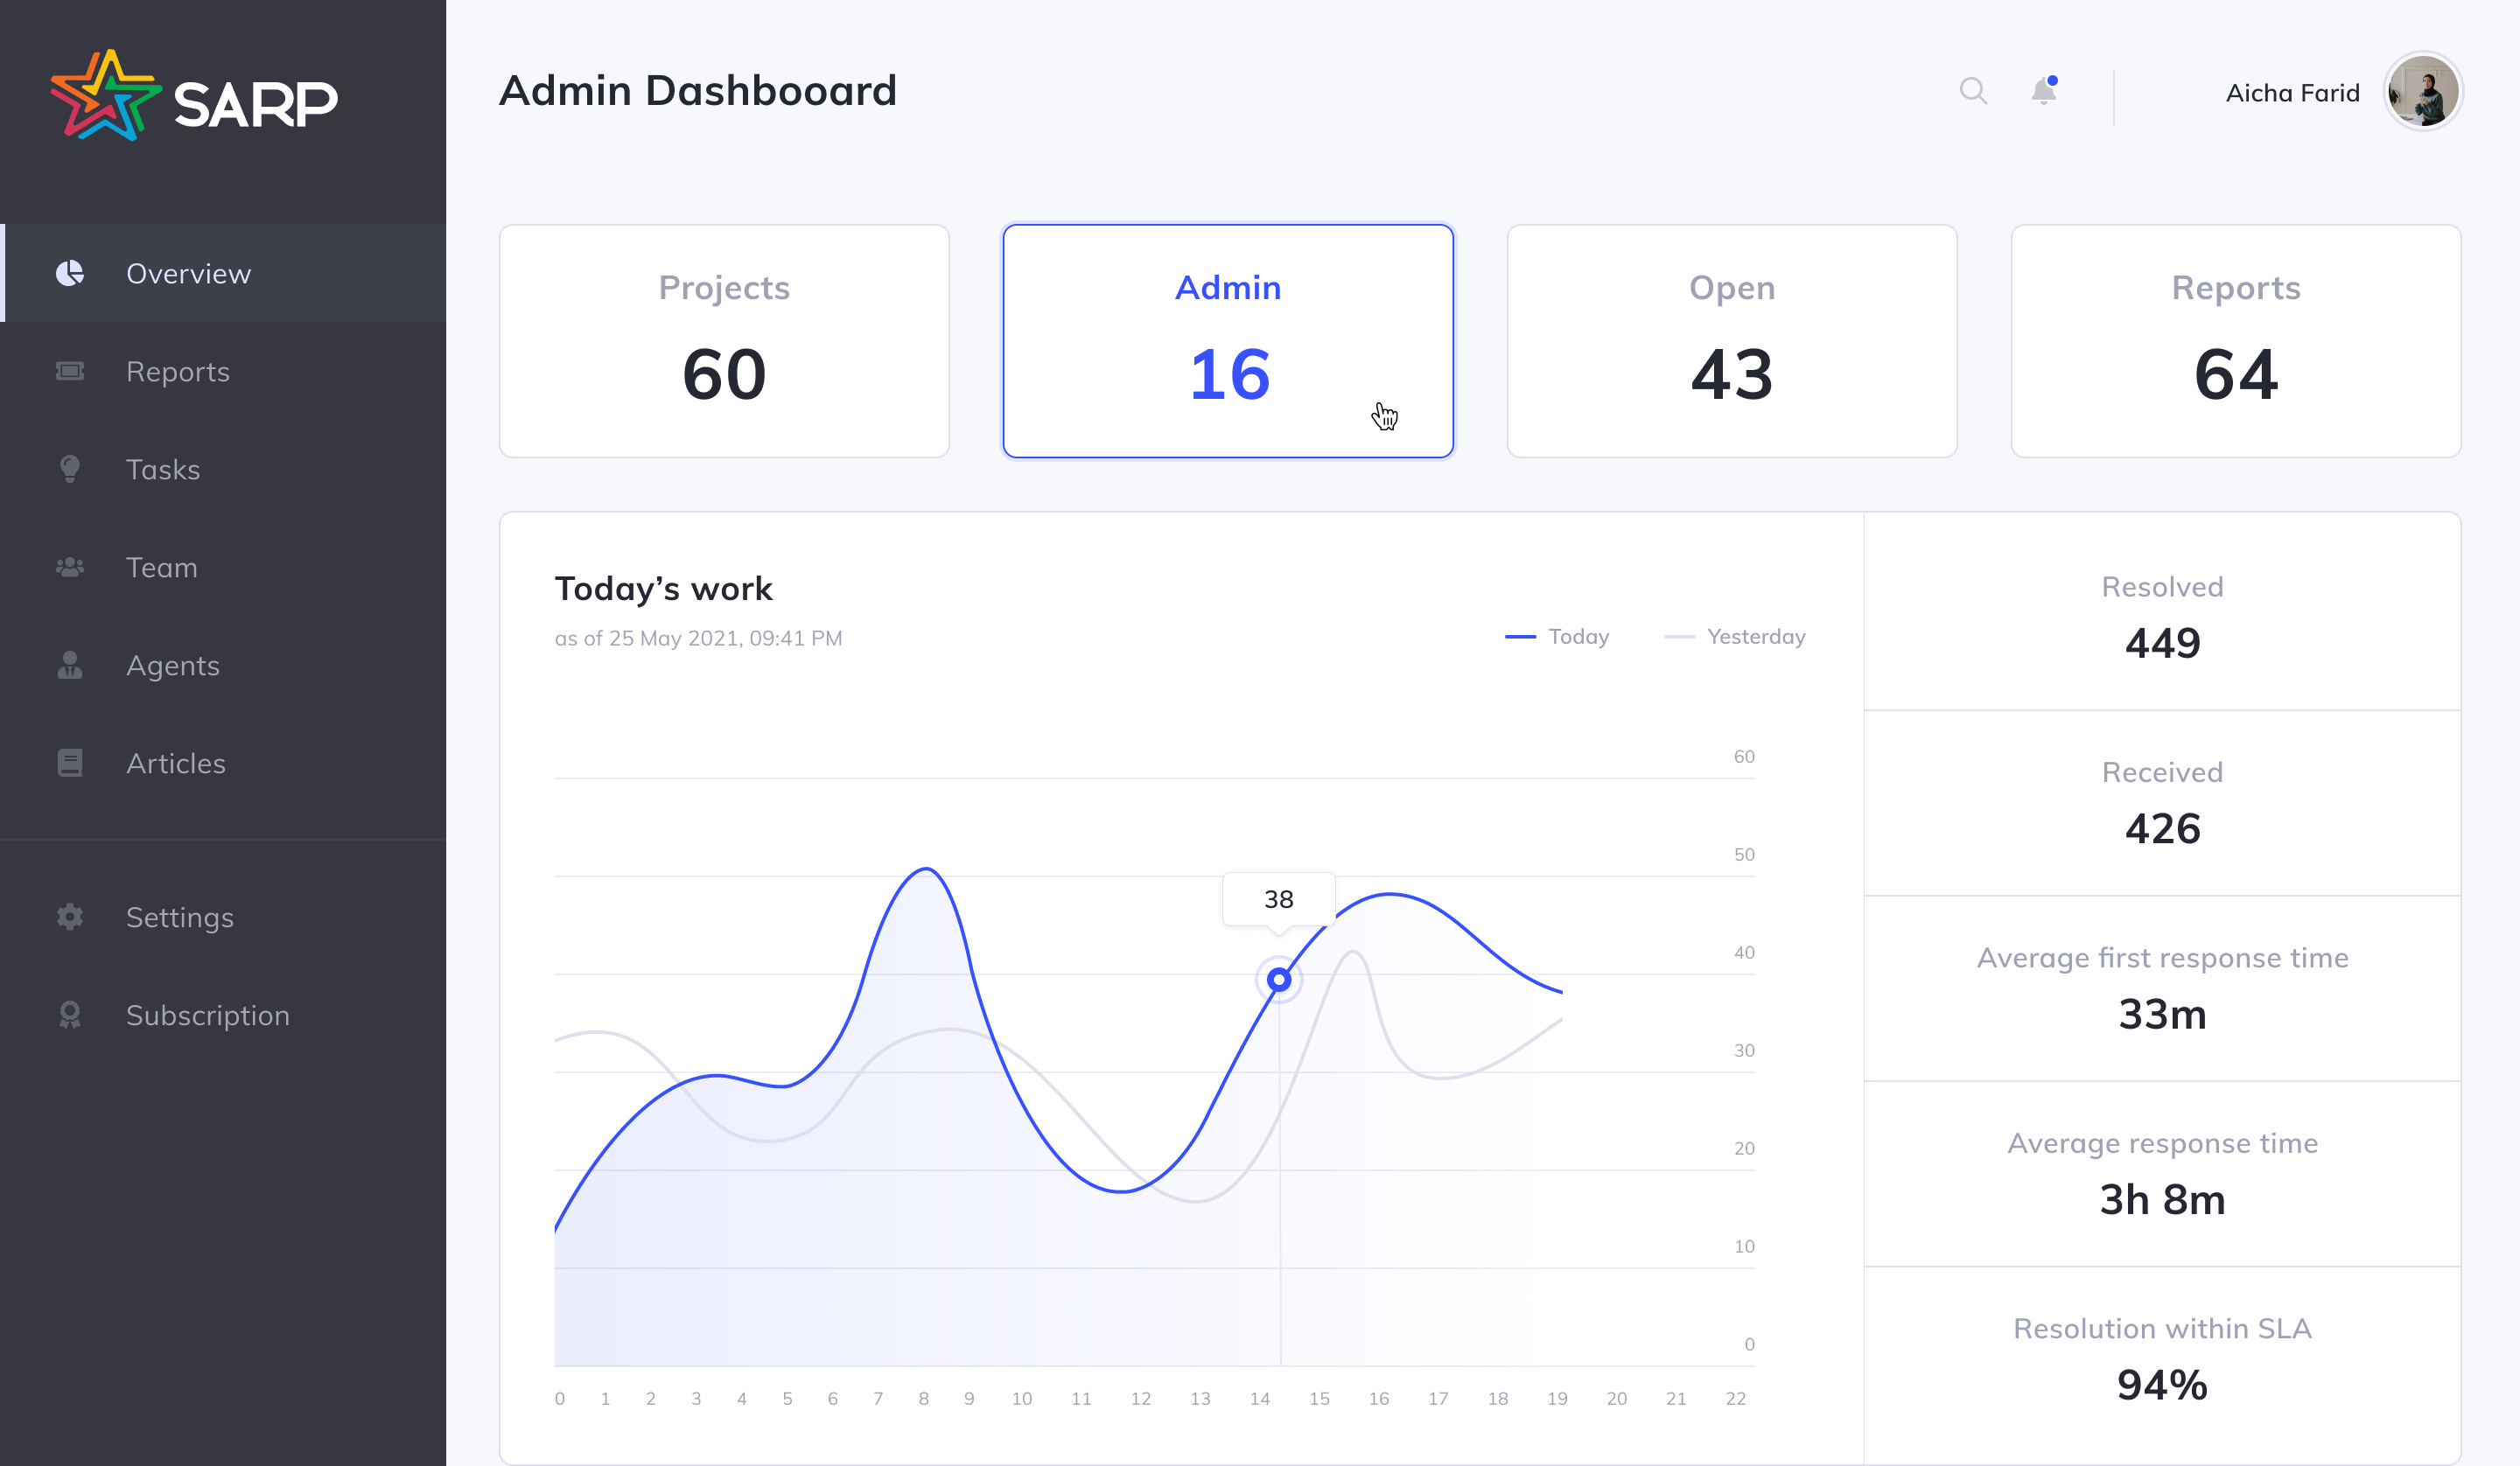 SARP
Overview
Reports
Tasks
Team
Agents
Articles
Settings
Subscription
Admin Dashbooard
Aicha Farid
Projects
60
Admin
16
Open
43
Reports
64
Today’s work
as of 25 May 2021, 09:41 PM
Today
Yesterday
60
50
40
30
20
10
0
38
0 1 2 3 4 5 6 7 8 9 10 11 12 13 14 15 16 17 18 19 20 21 22
Resolved
449
Received
426
Average first response time
33m
Average response time
3h 8m
Resolution within SLA
94%